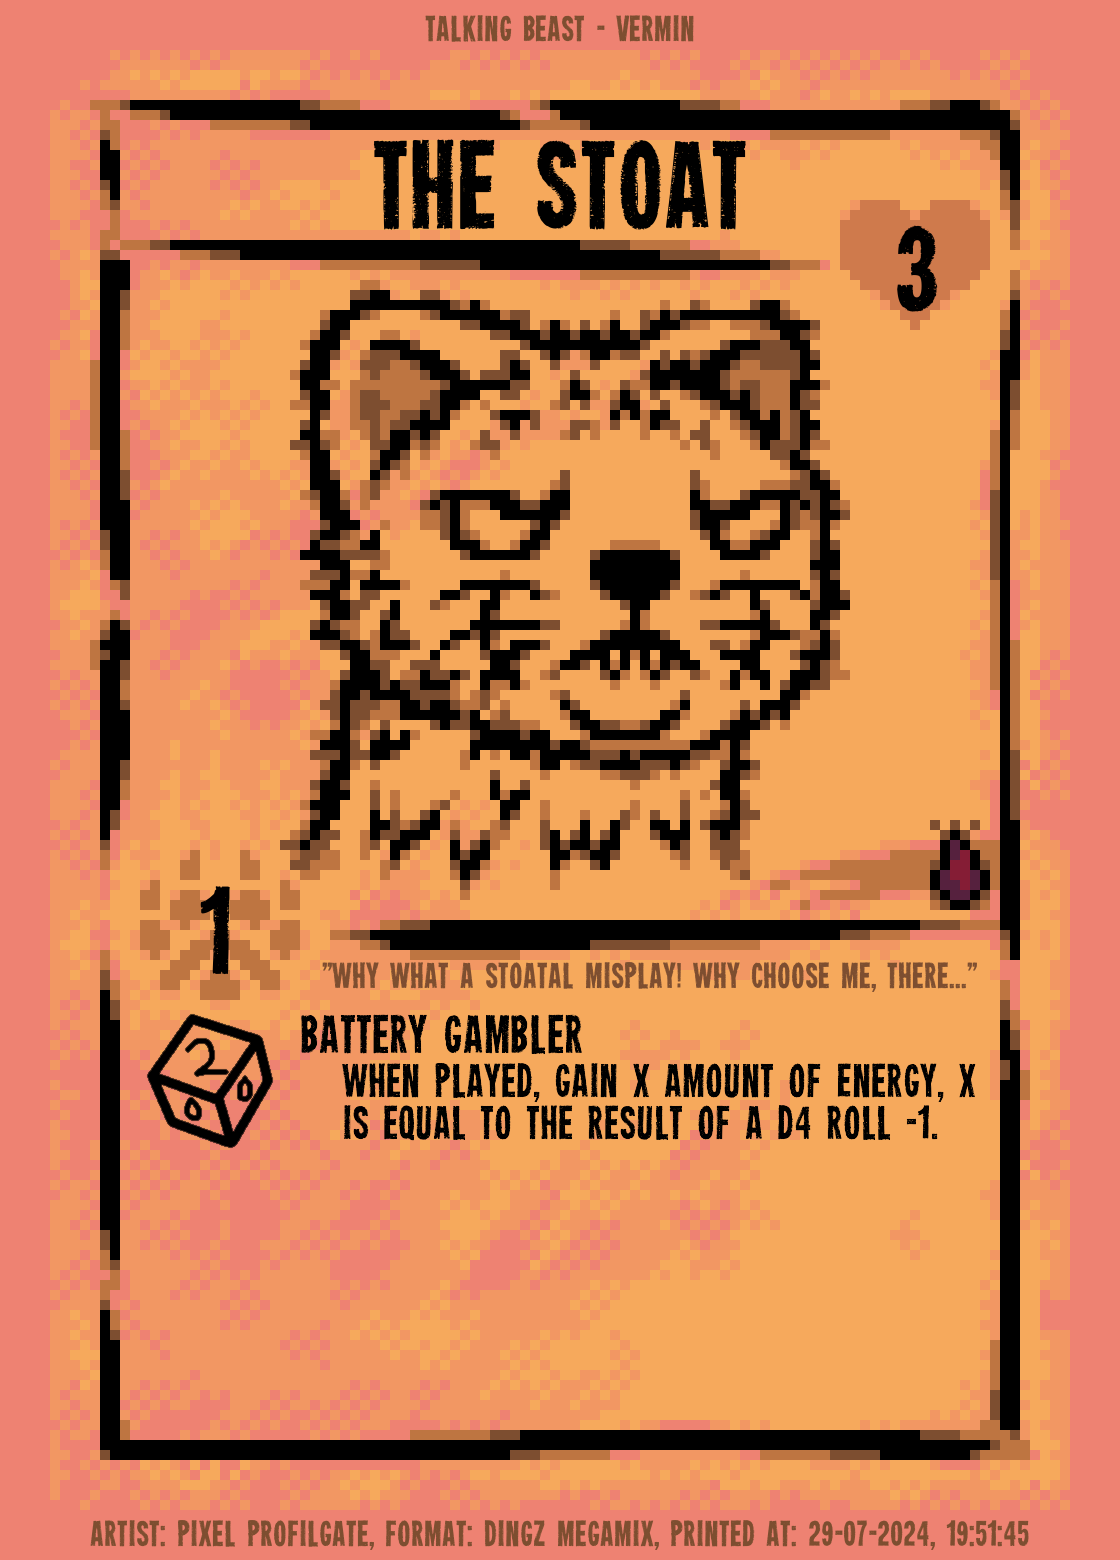 TALKING BEAST - VERMIN
THE STOAT
3
1
"WHY WHAT A STOATAL MISPLAY! WHY CHOOSE ME, THERE..."
2
0 0
BATTERY GAMBLER
WHEN PLAYED, GAIN X AMOUNT OF ENERGY, X
IS EQUAL TO THE RESULT OF A D4 ROLL -1.
ARTIST: PIXEL PROFILGATE, FORMAT: DINGZ MEGAMIX, PRINTED AT: 29-07-2024, 19:51:45